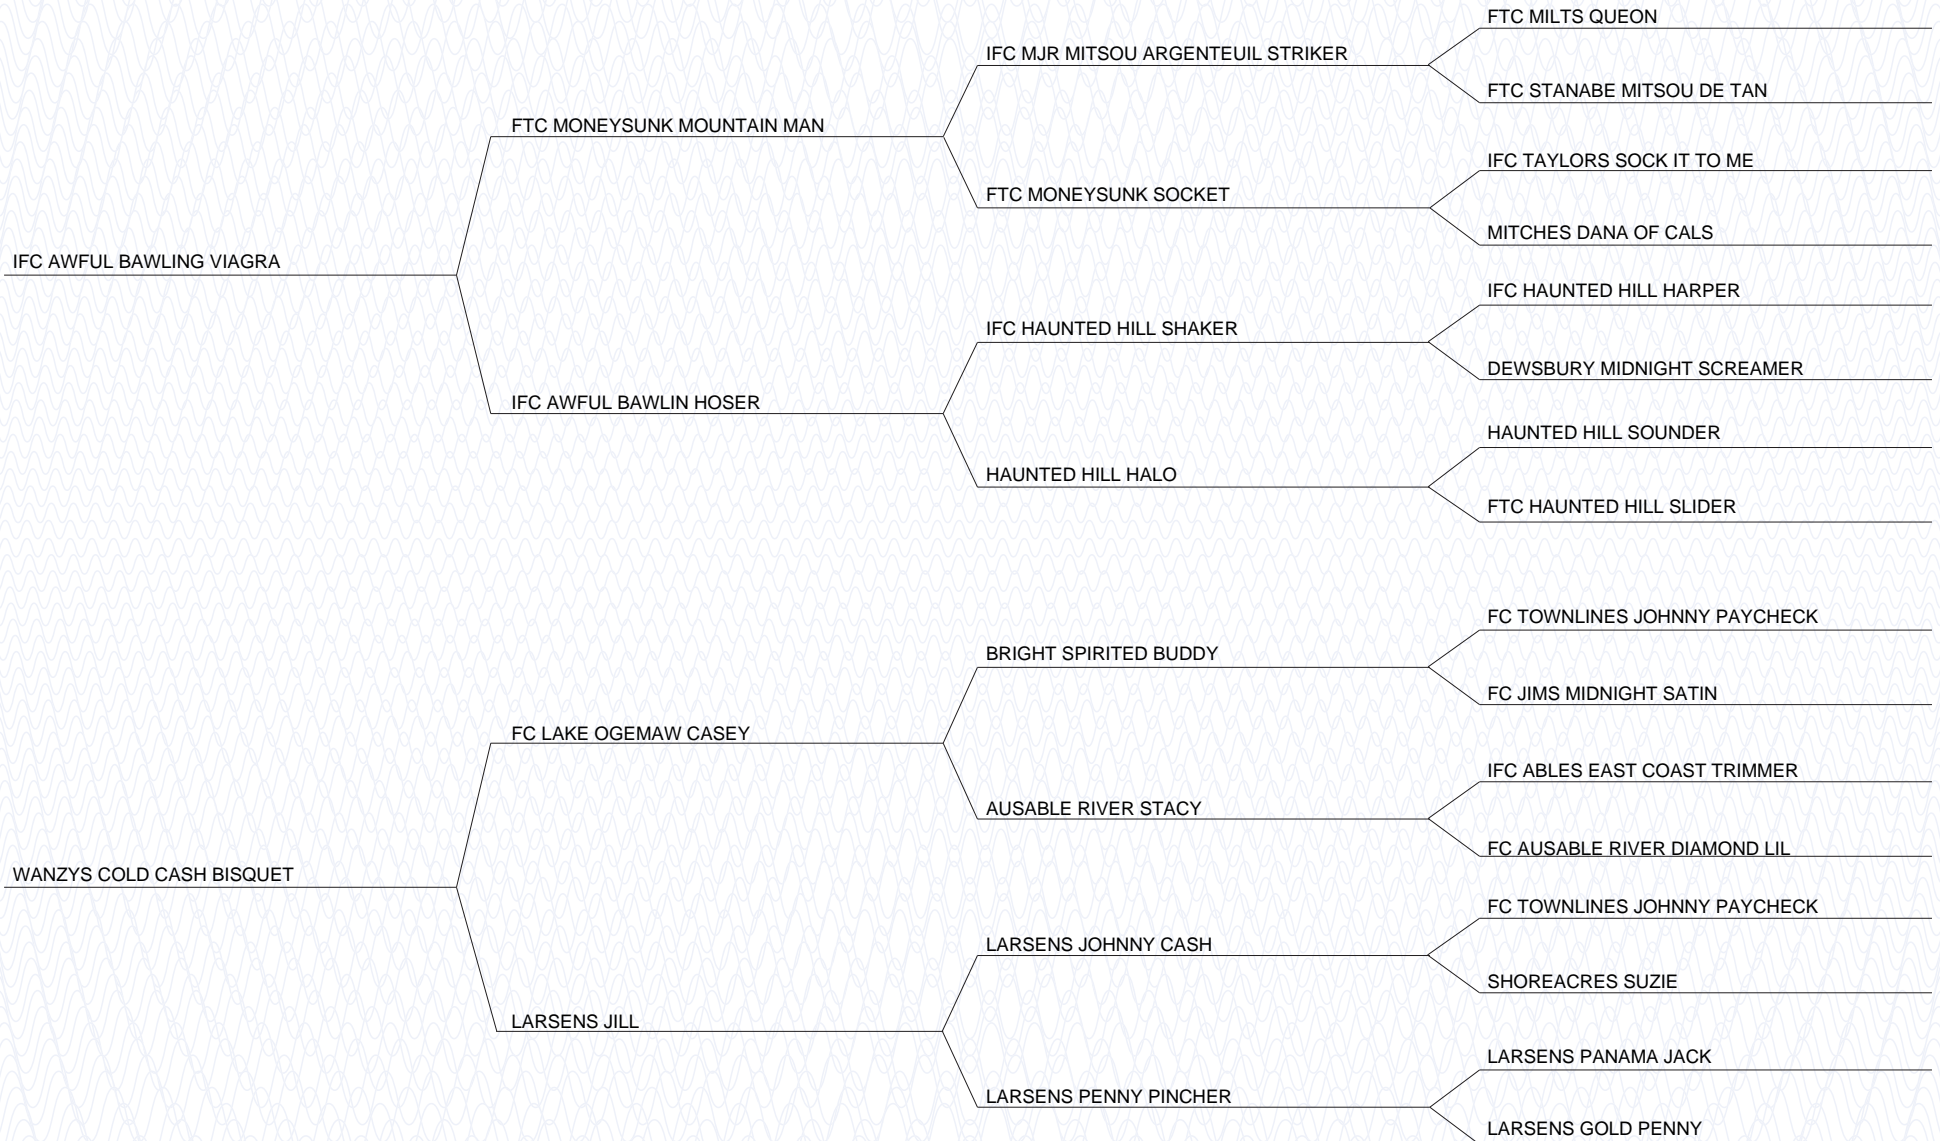 FTC MILTS QUEON
IFC MJR MITSOU ARGENTEUIL STRIKER
FTC STANABE MITSOU DE TAN
FTC MONEYSUNK MOUNTAIN MAN
IFC TAYLORS SOCK IT TO ME
FTC MONEYSUNK SOCKET
MITCHES DANA OF CALS
IFC AWFUL BAWLING VIAGRA
IFC HAUNTED HILL HARPER
IFC HAUNTED HILL SHAKER
DEWSBURY MIDNIGHT SCREAMER
IFC AWFUL BAWLIN HOSER
HAUNTED HILL SOUNDER
HAUNTED HILL HALO
FTC HAUNTED HILL SLIDER
FC TOWNLINES JOHNNY PAYCHECK
BRIGHT SPIRITED BUDDY
FC JIMS MIDNIGHT SATIN
FC LAKE OGEMAW CASEY
IFC ABLES EAST COAST TRIMMER
AUSABLE RIVER STACY
FC AUSABLE RIVER DIAMOND LIL
WANZYS COLD CASH BISQUET
FC TOWNLINES JOHNNY PAYCHECK
LARSENS JOHNNY CASH
SHOREACRES SUZIE
LARSENS JILL
LARSENS PANAMA JACK
LARSENS PENNY PINCHER
LARSENS GOLD PENNY